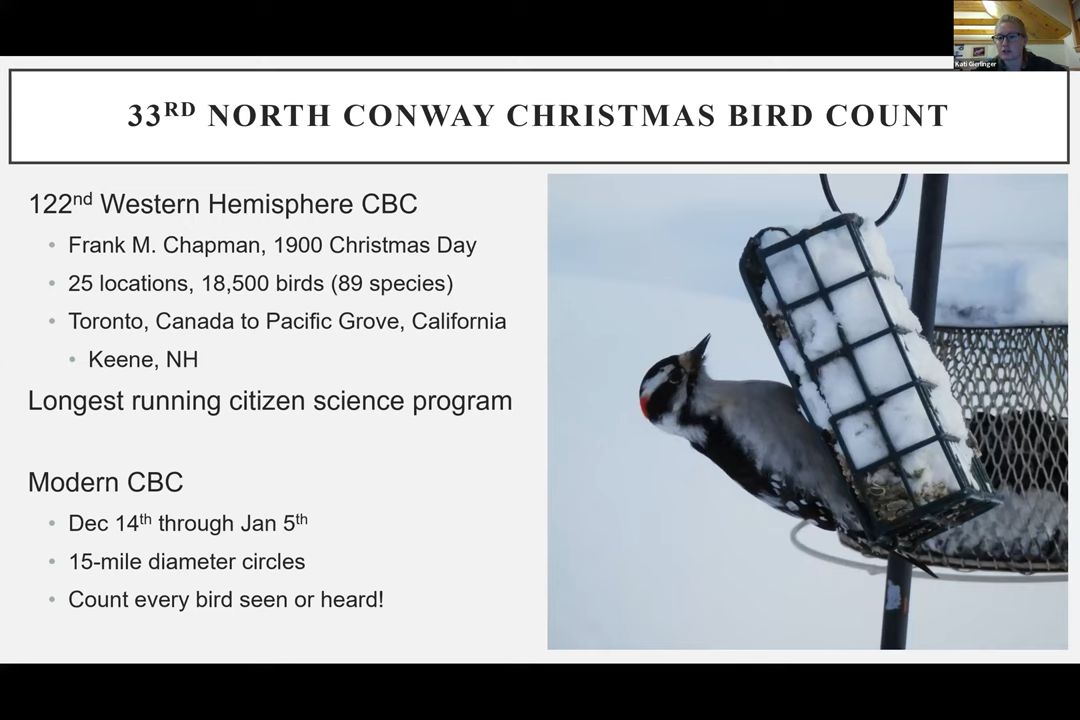 Kati Gerlinger
33RD NORTH CONWAY CHRISTMAS BIRD COUNT
122nd Western Hemisphere CBC
• Frank M. Chapman, 1900 Christmas Day
• 25 locations, 18,500 birds (89 species)
• Toronto, Canada to Pacific Grove, California
• Keene, NH
Longest running citizen science program
Modern CBC
• Dec 14th through Jan 5th
• 15-mile diameter circles
• Count every bird seen or heard!